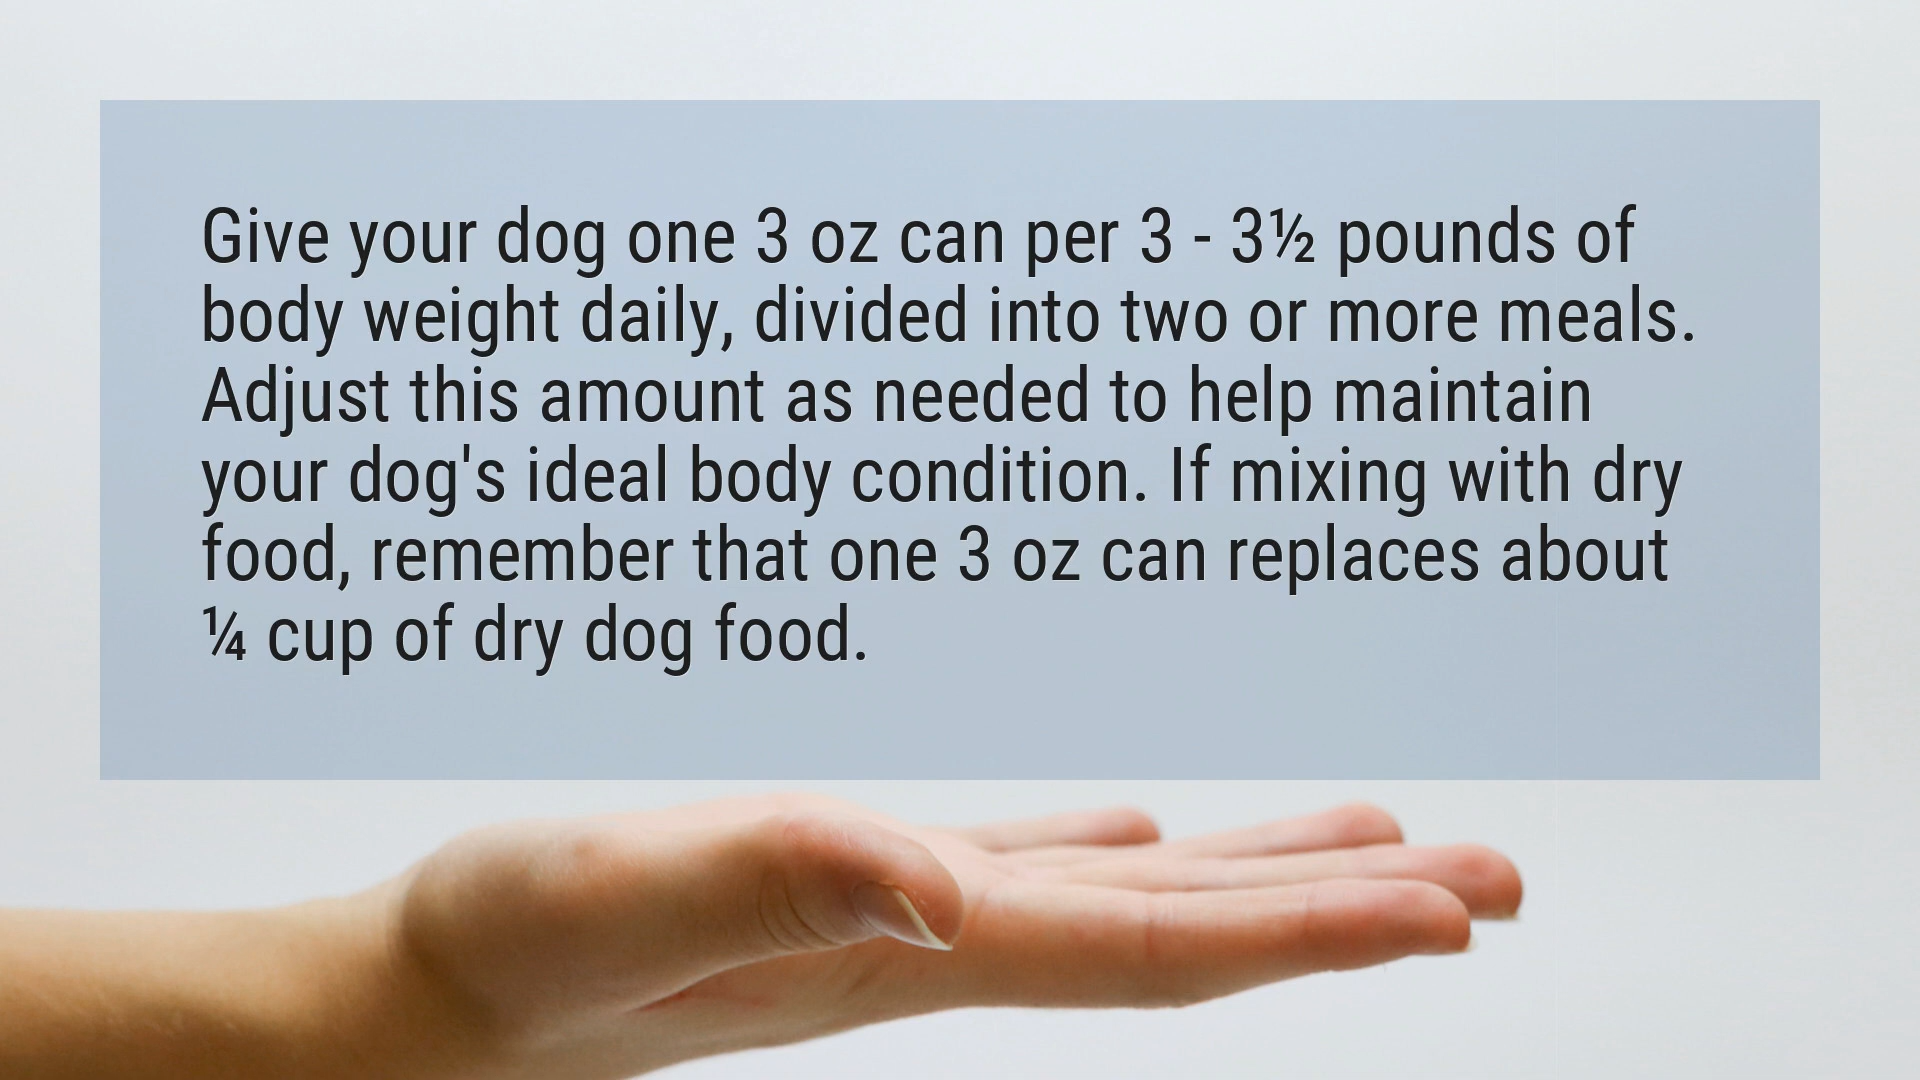 Give your dog one 3 oz can per 3 - 3½ pounds of
body weight daily, divided into two or more meals.
Adjust this amount as needed to help maintain
your dog's ideal body condition. If mixing with dry
food, remember that one 3 oz can replaces about
¼ cup of dry dog food.